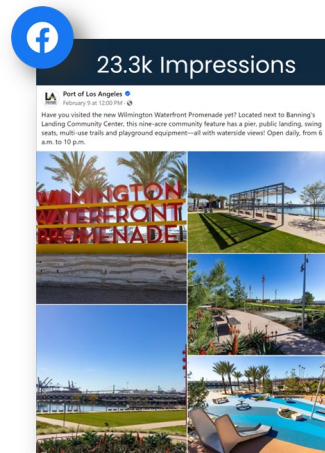 23.3k Impressions
LA
Port of Los Angeles
February 9 at 12:00 PM ·
Have you visited the new Wilmington Waterfront Promenade yet? Located next to Banning's
Landing Community Center, this nine-acre community feature has a pier, public landing, swing
seats, multi-use trails and playground equipment—all with waterside views! Open daily, from 6
a.m. to 10 p.m.
WILMINGTON
WATERFRONT
PROMENADE